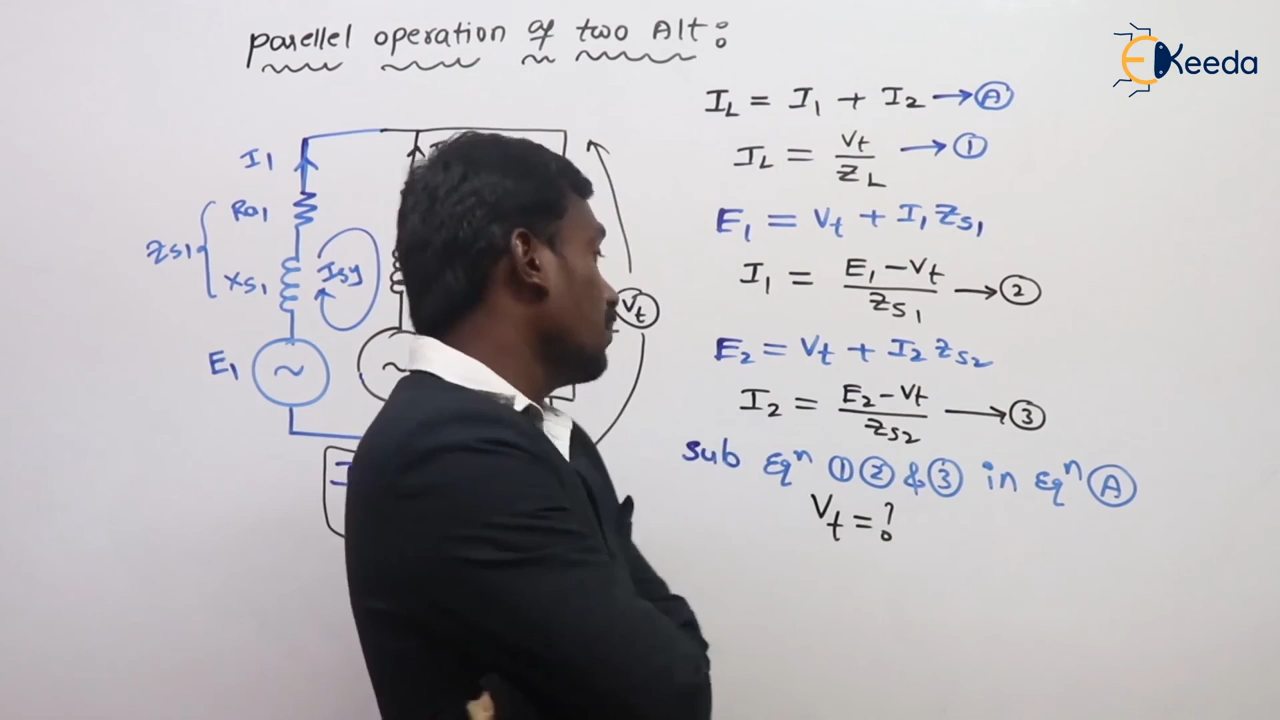 parellel operation of two Alt:
EKeeda
I1
Ra1
Zs1
Xs1
Isy
E1
Vt
IL = I1 + I2 → A
IL = Vt / ZL → 1
E1 = Vt + I1 Zs1
I1 = E1 - Vt / Zs1 → 2
E2 = Vt + I2 Zs2
I2 = E2 - Vt / Zs2 → 3
Sub Eqn 1 2 & 3 in Eqn A
Vt = ?